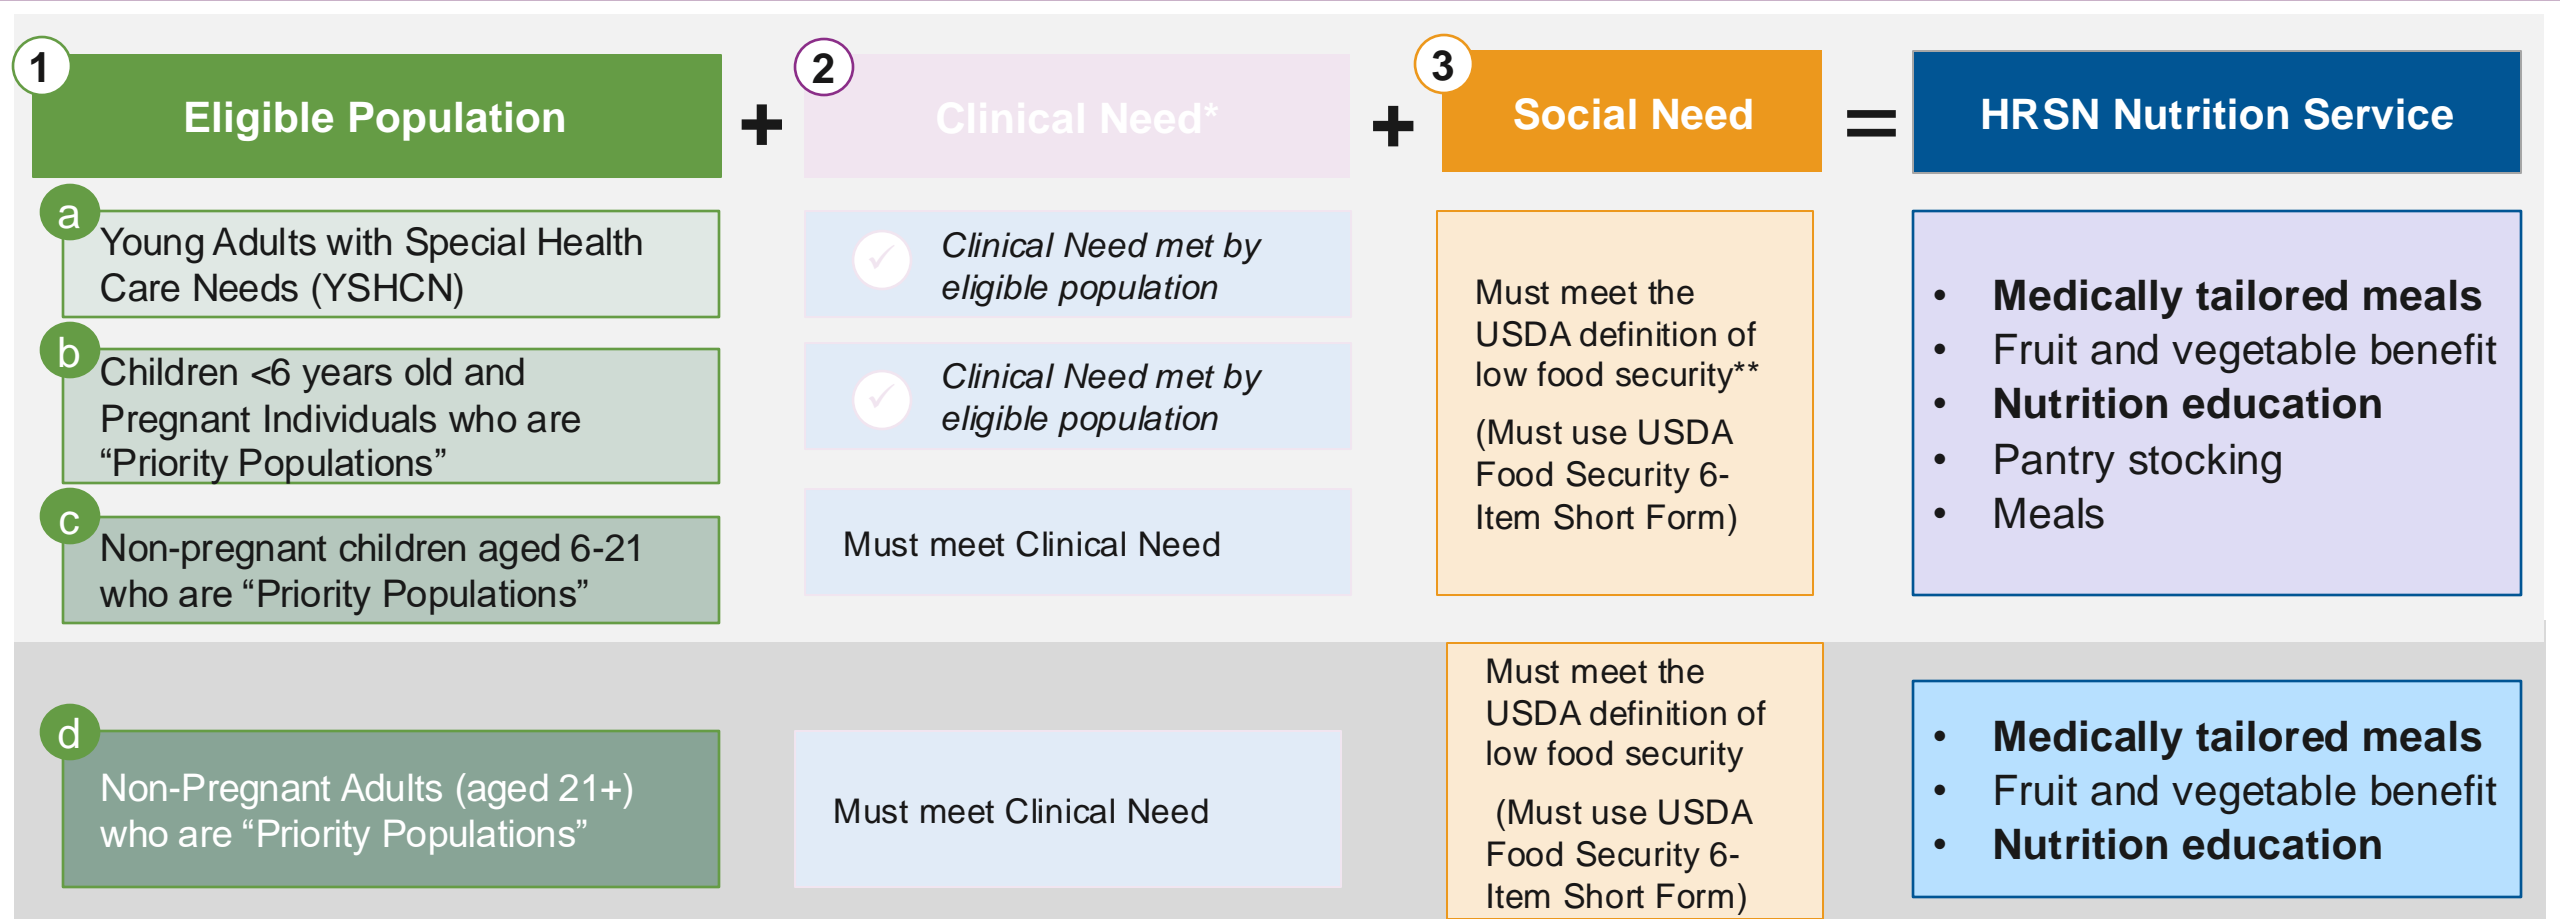 1
Eligible Population
+
2
Clinical Need*
+
3
Social Need
=
HRSN Nutrition Service
a
Young Adults with Special Health
Care Needs (YSHCN)
✓
Clinical Need met by
eligible population
b
Children <6 years old and
Pregnant Individuals who are
“Priority Populations”
✓
Clinical Need met by
eligible population
c
Non-pregnant children aged 6-21
who are “Priority Populations”
Must meet Clinical Need
Must meet the
USDA definition of
low food security**
(Must use USDA
Food Security 6-
Item Short Form)
• Medically tailored meals
• Fruit and vegetable benefit
• Nutrition education
• Pantry stocking
• Meals
d
Non-Pregnant Adults (aged 21+)
who are “Priority Populations”
Must meet Clinical Need
Must meet the
USDA definition of
low food security
(Must use USDA
Food Security 6-
Item Short Form)
• Medically tailored meals
• Fruit and vegetable benefit
• Nutrition education